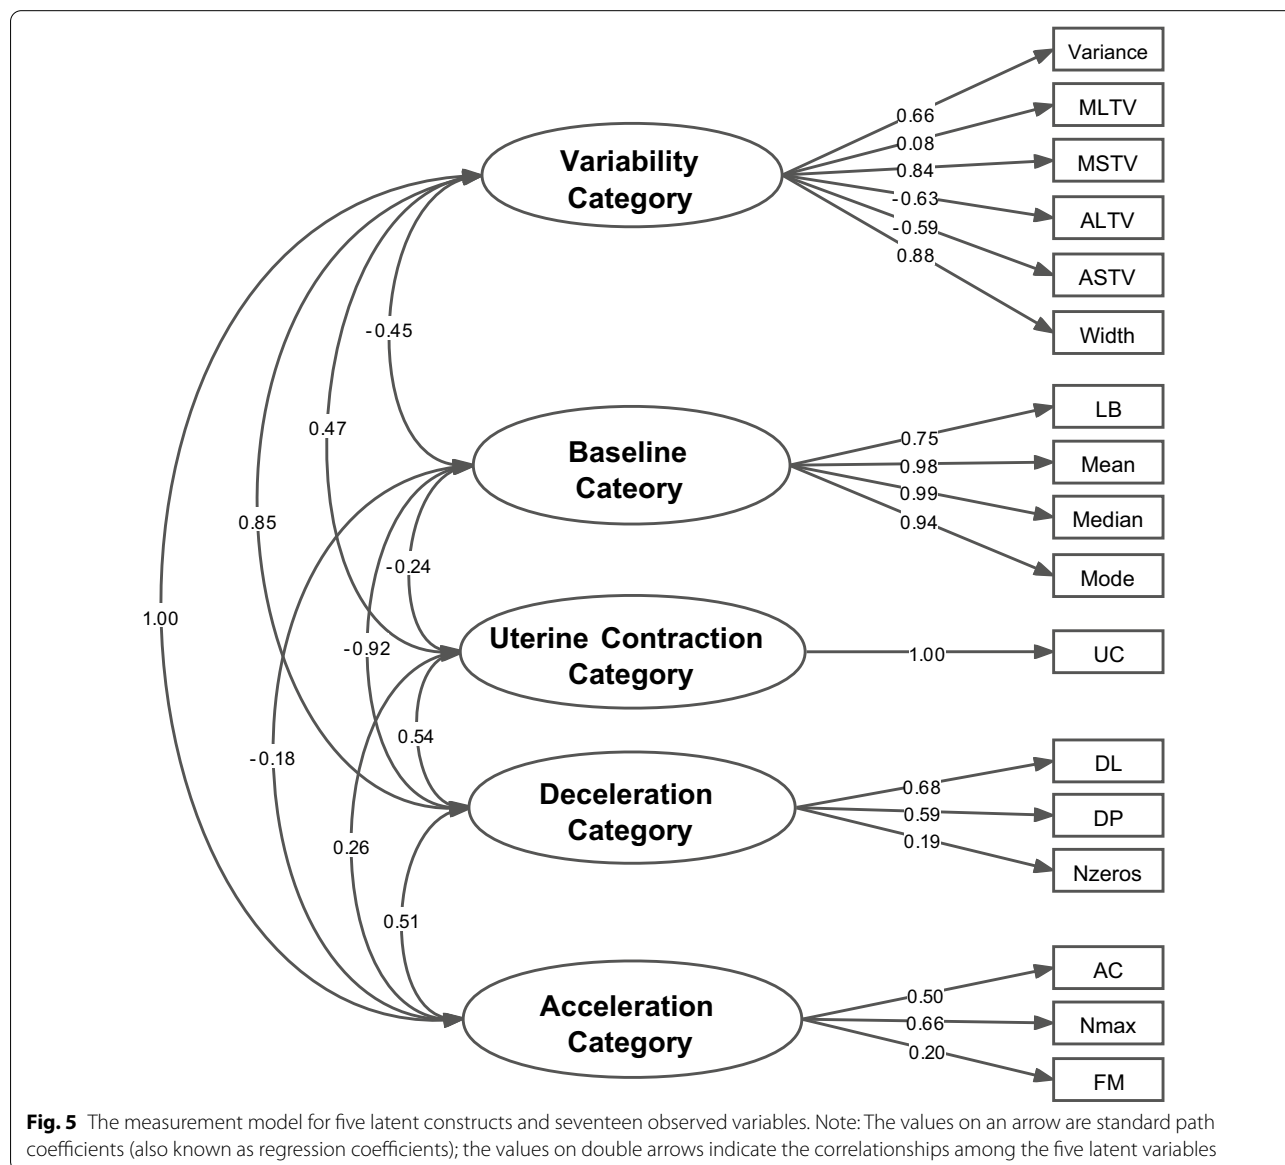 Variance
0.66
MLTV
0.08
Variability
Category
MSTV
0.84
-0.63
ALTV
-0.59
0.88
ASTV
Width
-0.45
LB
0.47
0.75
Baseline
Cateory
Mean
0.98
0.99
Median
0.85
0.94
-0.24
Mode
1.00
Uterine Contraction
Category
-0.92
1.00
UC
0.54
-0.18
DL
0.68
Deceleration
Category
0.59
DP
0.19
0.26
Nzeros
0.51
AC
0.50
Acceleration
Category
0.66
Nmax
0.20
FM
Fig. 5 The measurement model for five latent constructs and seventeen observed variables. Note: The values on an arrow are standard path
coefficients (also known as regression coefficients); the values on double arrows indicate the correlationships among the five latent variables